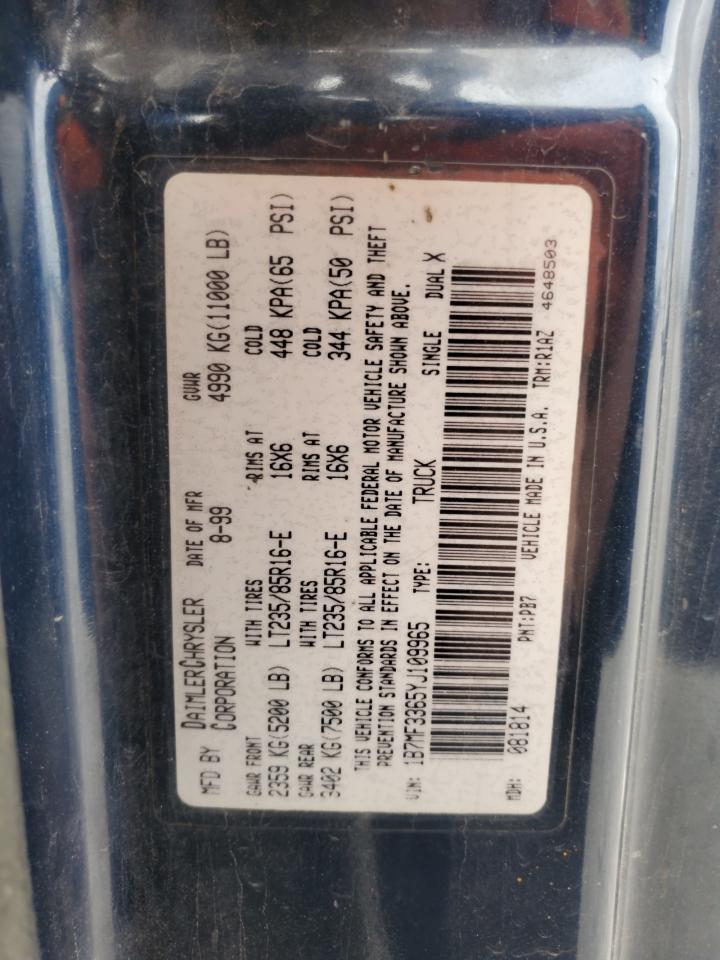 MFD BY DAIMLERCHRYSLER CORPORATION DATE OF MFR 8-99 GVWR 4990 KG(11000 LB)
GAWR FRONT WITH TIRES RIMS AT COLD
2359 KG(5200 LB) LT235/85R16-E 16X6 448 KPA(65 PSI)
GAWR REAR WITH TIRES RIMS AT COLD
3402 KG(7500 LB) LT235/85R16-E 16X6 344 KPA(50 PSI)
THIS VEHICLE CONFORMS TO ALL APPLICABLE FEDERAL MOTOR VEHICLE SAFETY AND THEFT
PREVENTION STANDARDS IN EFFECT ON THE DATE OF MANUFACTURE SHOWN ABOVE.
VIN: 1B7MF3365YJ109965 TYPE: TRUCK SINGLE DUAL X
MDH: 081814 PNT:PB7 VEHICLE MADE IN U.S.A. TRM:R1AZ 4648503